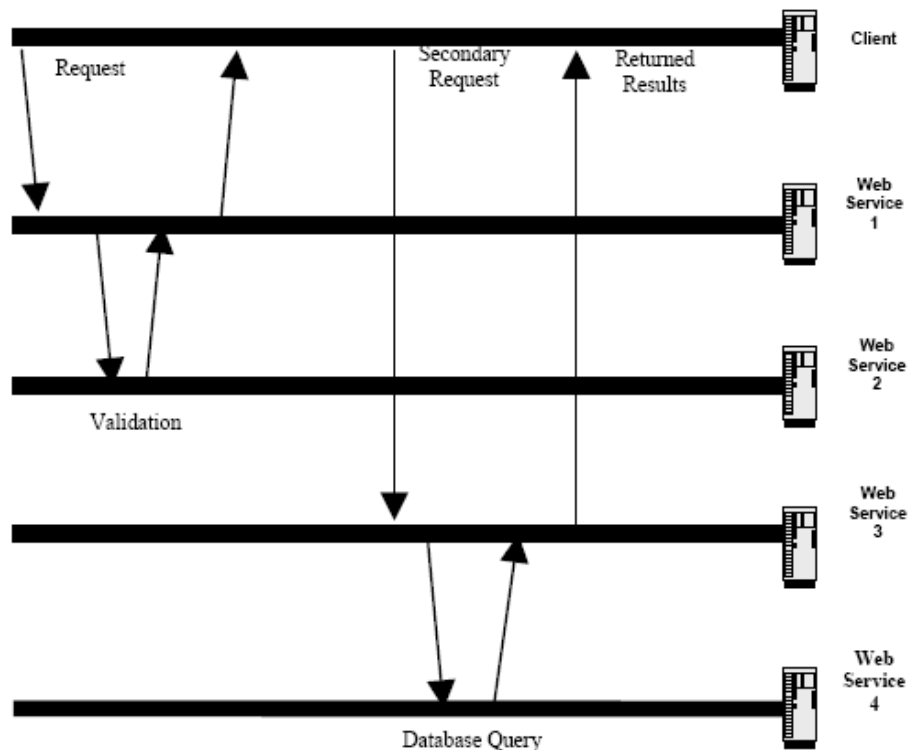 Request
Secondary
Request
Returned
Results
Client
Web
Service
1
Web
Service
2
Validation
Web
Service
3
Web
Service
4
Database Query